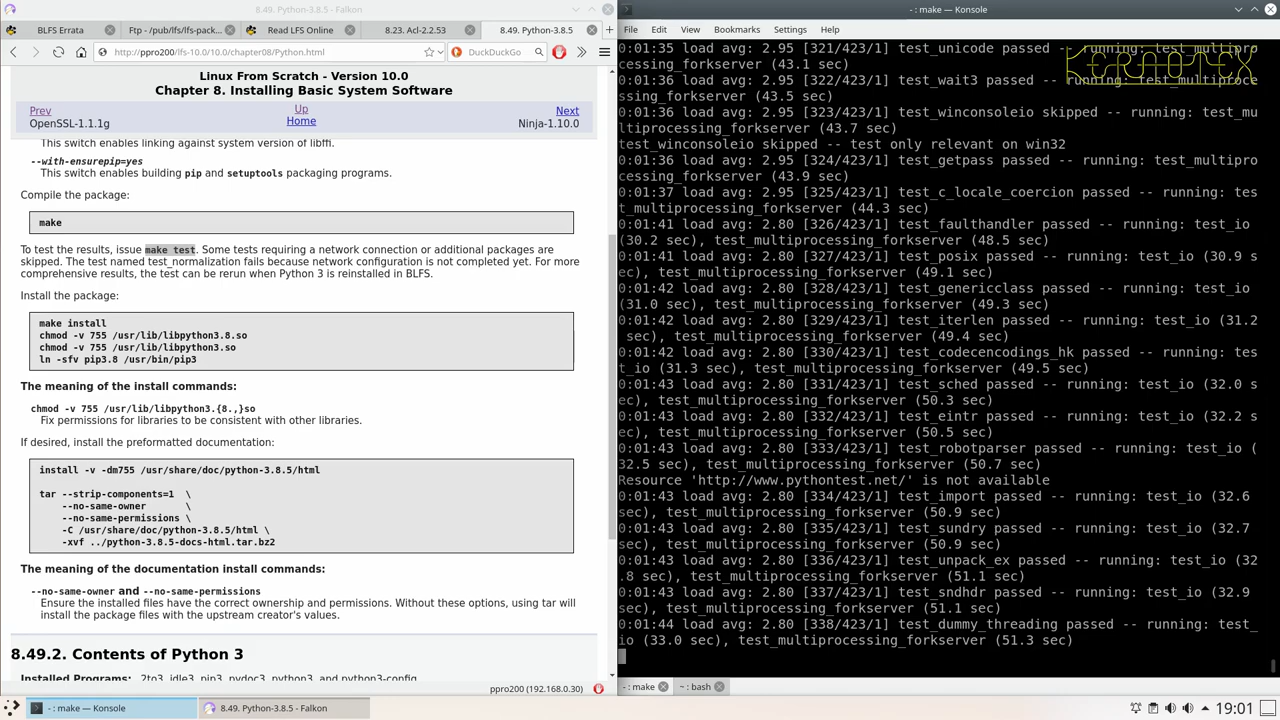 8.49. Python-3.8.5 - Falkon
- : make — Konsole
BLFS Errata
Ftp - /pub/lfs/lfs-pack...
Read LFS Online
8.23. Acl-2.2.53
8.49. Python-3.8.5
File Edit View Bookmarks Settings Help
http://ppro200/lfs-10.0/10.0/chapter08/Python.html
DuckDuckGo
Linux From Scratch - Version 10.0
Chapter 8. Installing Basic System Software
Prev Up Next
OpenSSL-1.1.1g Home Ninja-1.10.0
This switch enables linking against system version of libffi.
--with-ensurepip=yes
This switch enables building pip and setuptools packaging programs.
Compile the package:
make
To test the results, issue make test. Some tests requiring a network connection or additional packages are
skipped. The test named test_normalization fails because network configuration is not completed yet. For more
comprehensive results, the test can be rerun when Python 3 is reinstalled in BLFS.
Install the package:
make install
chmod -v 755 /usr/lib/libpython3.8.so
chmod -v 755 /usr/lib/libpython3.so
ln -sfv pip3.8 /usr/bin/pip3
The meaning of the install commands:
chmod -v 755 /usr/lib/libpython3.{8.,}so
Fix permissions for libraries to be consistent with other libraries.
If desired, install the preformatted documentation:
install -v -dm755 /usr/share/doc/python-3.8.5/html
tar --strip-components=1 \
--no-same-owner \
--no-same-permissions \
-C /usr/share/doc/python-3.8.5/html \
-xvf ../python-3.8.5-docs-html.tar.bz2
The meaning of the documentation install commands:
--no-same-owner and --no-same-permissions
Ensure the installed files have the correct ownership and permissions. Without these options, using tar will
install the package files with the upstream creator's values.
8.49.2. Contents of Python 3
Installed Programs: 2to3, idle3, pip3, pydoc3, python3, and python3-config
ppro200 (192.168.0.30)
0:01:35 load avg: 2.95 [321/423/1] test_unicode passed -- running: test_multipro
cessing_forkserver (43.1 sec)
0:01:36 load avg: 2.95 [322/423/1] test_wait3 passed -- running: test_multiproce
ssing_forkserver (43.5 sec)
0:01:36 load avg: 2.95 [323/423/1] test_winconsoleio skipped -- running: test_mu
ltiprocessing_forkserver (43.7 sec)
test_winconsoleio skipped -- test only relevant on win32
0:01:36 load avg: 2.95 [324/423/1] test_getpass passed -- running: test_multipro
cessing_forkserver (43.9 sec)
0:01:37 load avg: 2.95 [325/423/1] test_c_locale_coercion passed -- running: tes
t_multiprocessing_forkserver (44.3 sec)
0:01:41 load avg: 2.80 [326/423/1] test_faulthandler passed -- running: test_io
(30.2 sec), test_multiprocessing_forkserver (48.5 sec)
0:01:41 load avg: 2.80 [327/423/1] test_posix passed -- running: test_io (30.9 s
ec), test_multiprocessing_forkserver (49.1 sec)
0:01:42 load avg: 2.80 [328/423/1] test_genericclass passed -- running: test_io
(31.0 sec), test_multiprocessing_forkserver (49.3 sec)
0:01:42 load avg: 2.80 [329/423/1] test_iterlen passed -- running: test_io (31.2
sec), test_multiprocessing_forkserver (49.4 sec)
0:01:42 load avg: 2.80 [330/423/1] test_codecencodings_hk passed -- running: tes
t_io (31.3 sec), test_multiprocessing_forkserver (49.5 sec)
0:01:43 load avg: 2.80 [331/423/1] test_sched passed -- running: test_io (32.0 s
ec), test_multiprocessing_forkserver (50.3 sec)
0:01:43 load avg: 2.80 [332/423/1] test_eintr passed -- running: test_io (32.2 s
ec), test_multiprocessing_forkserver (50.5 sec)
0:01:43 load avg: 2.80 [333/423/1] test_robotparser passed -- running: test_io (
32.5 sec), test_multiprocessing_forkserver (50.7 sec)
Resource 'http://www.pythontest.net/' is not available
0:01:43 load avg: 2.80 [334/423/1] test_import passed -- running: test_io (32.6
sec), test_multiprocessing_forkserver (50.9 sec)
0:01:43 load avg: 2.80 [335/423/1] test_sundry passed -- running: test_io (32.7
sec), test_multiprocessing_forkserver (50.9 sec)
0:01:43 load avg: 2.80 [336/423/1] test_unpack_ex passed -- running: test_io (32
.8 sec), test_multiprocessing_forkserver (51.1 sec)
0:01:43 load avg: 2.80 [337/423/1] test_sndhdr passed -- running: test_io (32.9
sec), test_multiprocessing_forkserver (51.1 sec)
0:01:44 load avg: 2.80 [338/423/1] test_dummy_threading passed -- running: test_
io (33.0 sec), test_multiprocessing_forkserver (51.3 sec)
- : make
~ : bash
- : make — Konsole
8.49. Python-3.8.5 - Falkon
19:01